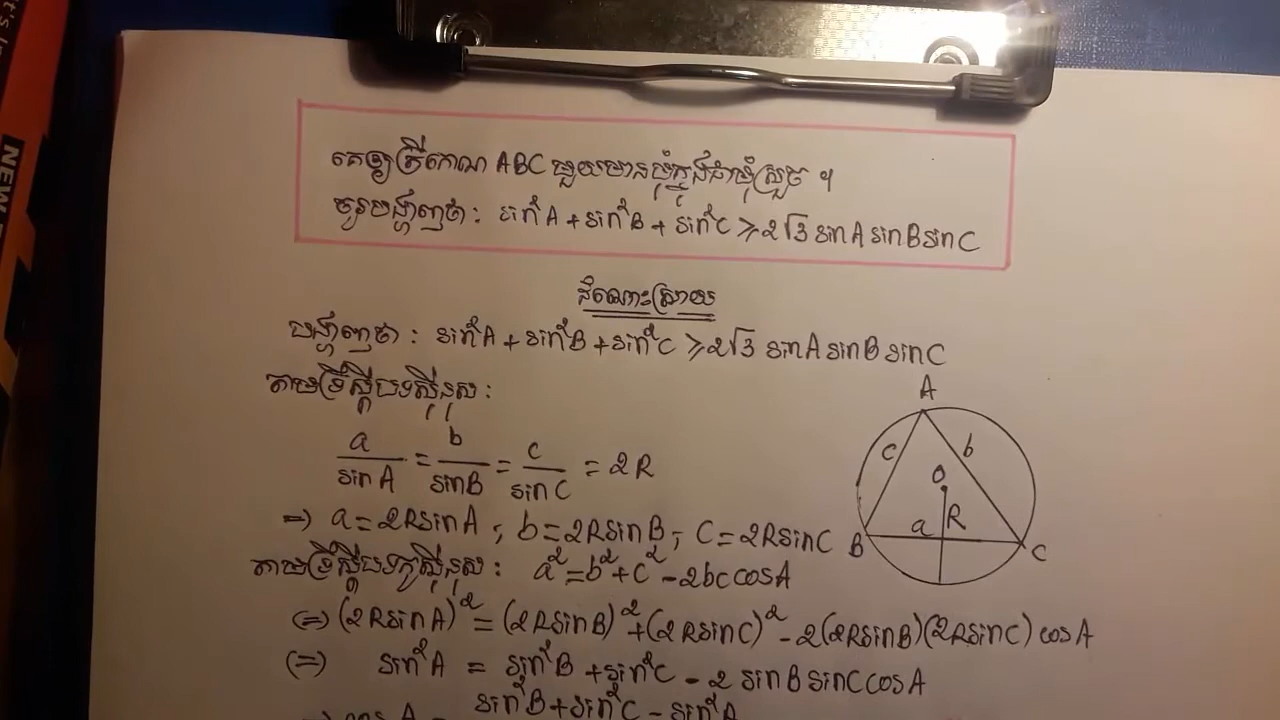 NEW
គេឲ្យត្រីកោណ ABC មួយមានមុំក្នុងជាមុំស្រួច ។
ចូរបង្ហាញថា : sin²A + sin²B + sin²C ⩾ 2√3 sinA sinB sinC
ដំណោះស្រាយ
បង្ហាញថា : sin²A + sin²B + sin²C ⩾ 2√3 sinA sinB sinC
តាមទ្រឹស្តីបទស៊ីនុស :
a/sinA = b/sinB = c/sinC = 2R
⇒ a = 2RsinA ; b = 2RsinB ; C = 2RsinC
តាមទ្រឹស្តីបទកូស៊ីនុស : a² = b² + c² - 2bc cosA
⇔ (2RsinA)² = (2RsinB)² + (2RsinC)² - 2(2RsinB)(2RsinC) cosA
⇔ sin²A = sin²B + sin²C - 2 sinB sinC cosA
⇒ cosA = sin²B + sin²C - sin²A
A
c b
O
a R
B C